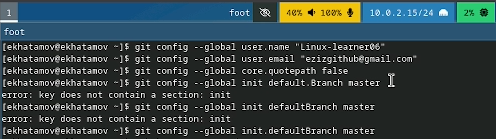 1 foot 40% 100% 10.0.2.15/24 2%
foot
[ekhatamov@ekhatamov ~]$ git config --global user.name "Linux-learner06"
[ekhatamov@ekhatamov ~]$ git config --global user.email "ezizgithub@gmail.com"
[ekhatamov@ekhatamov ~]$ git config --global core.quotepath false
[ekhatamov@ekhatamov ~]$ git config --global init default.Branch master
error: key does not contain a section: init
[ekhatamov@ekhatamov ~]$ git config --global init defaultBranch master
error: key does not contain a section: init
[ekhatamov@ekhatamov ~]$ git config --global init.defaultBranch master